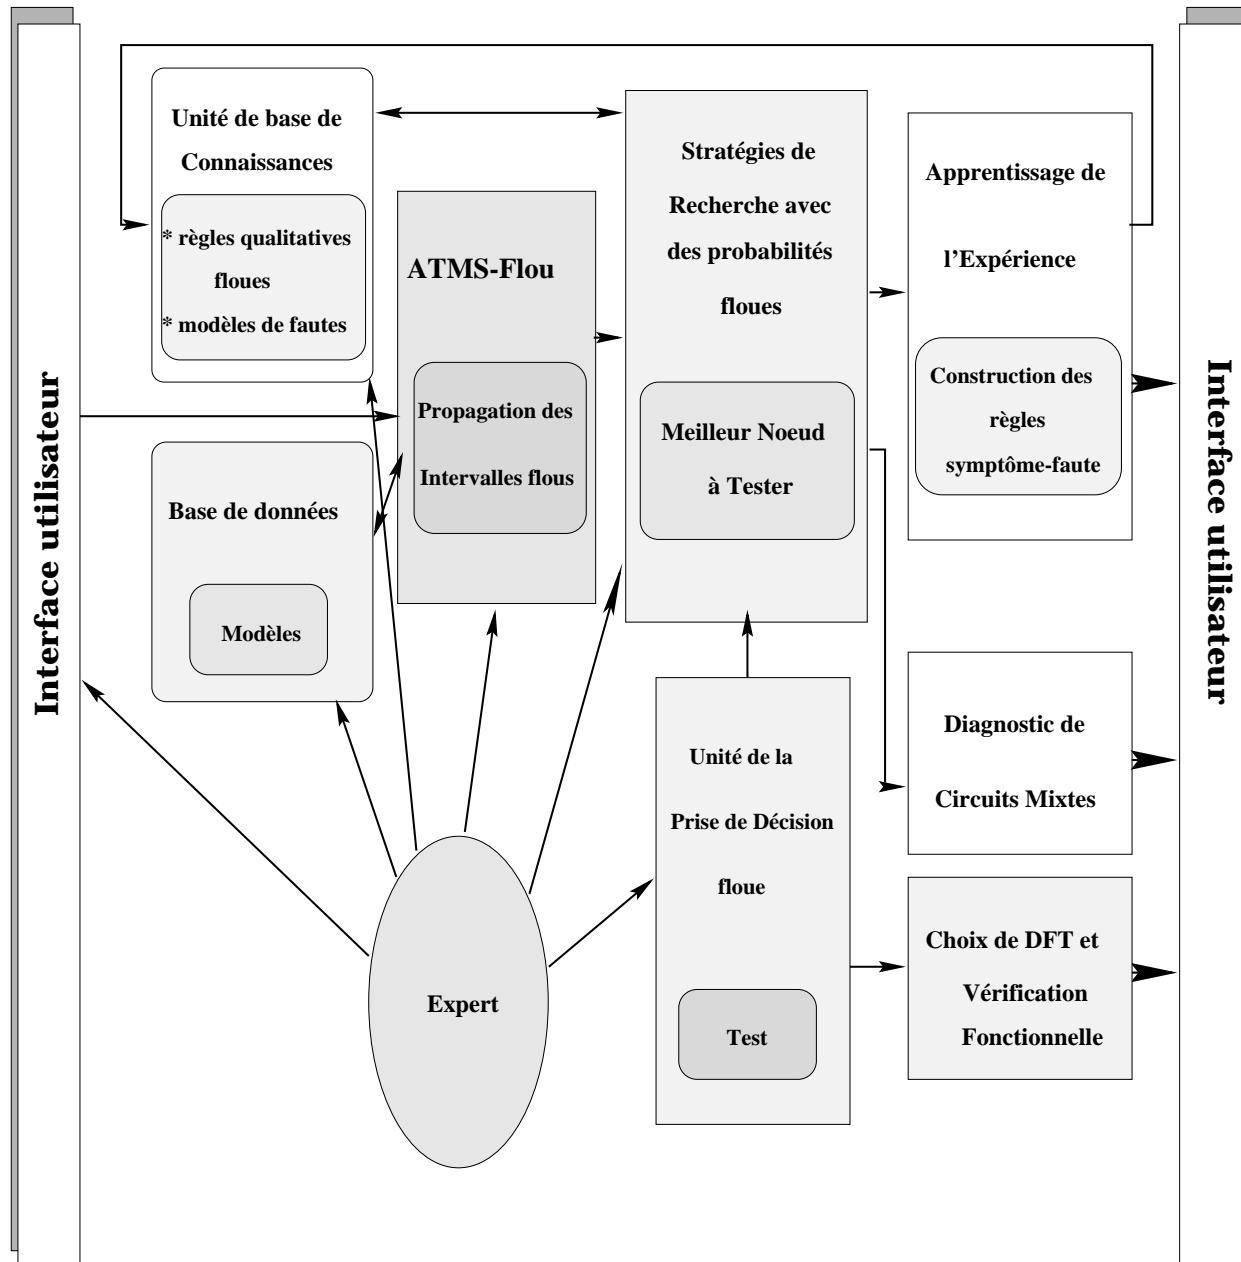 Interface utilisateur
Unité de base de
Connaissances
* règles qualitatives
floues
* modèles de fautes
Base de données
Modèles
ATMS-Flou
Propagation des
Intervalles flous
Stratégies de
Recherche avec
des probabilités
floues
Meilleur Noeud
à Tester
Apprentissage de
l'Expérience
Construction des
règles
symptôme-faute
Unité de la
Prise de Décision
floue
Test
Diagnostic de
Circuits Mixtes
Choix de DFT et
Vérification
Fonctionnelle
Expert
Interface utilisateur